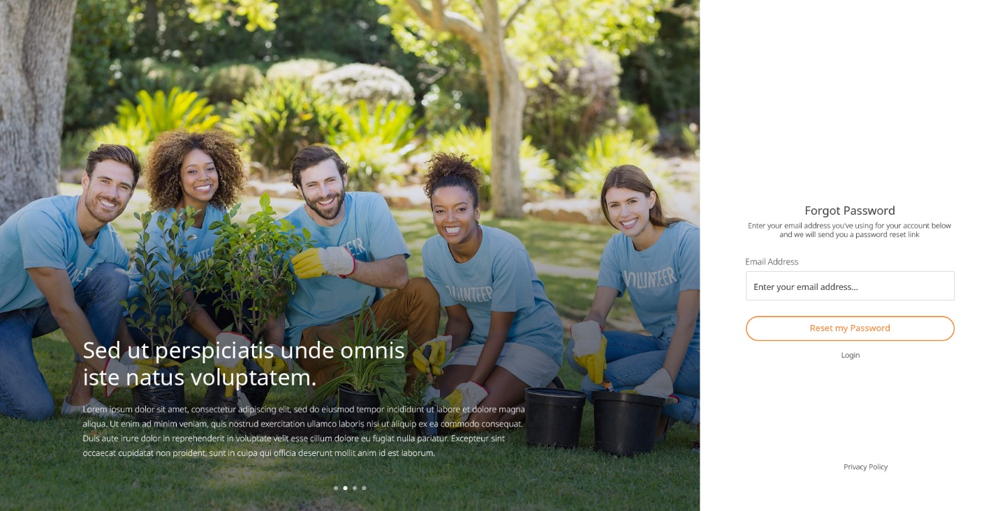 VOLUNTEER
VOLUNTEER
Sed ut perspiciatis unde omnis
iste natus voluptatem.
Lorem ipsum dolor sit amet, consectetur adipiscing elit, sed do eiusmod tempor incididunt ut labore et dolore magna
aliqua. Ut enim ad minim veniam, quis nostrud exercitation ullamco laboris nisi ut aliquip ex ea commodo consequat.
Duis aute irure dolor in reprehenderit in voluptate velit esse cillum dolore eu fugiat nulla pariatur. Excepteur sint
occaecat cupidatat non proident, sunt in culpa qui officia deserunt mollit anim id est laborum.
Forgot Password
Enter your email address you've using for your account below
and we will send you a password reset link
Email Address
Enter your email address...
Reset my Password
Login
Privacy Policy